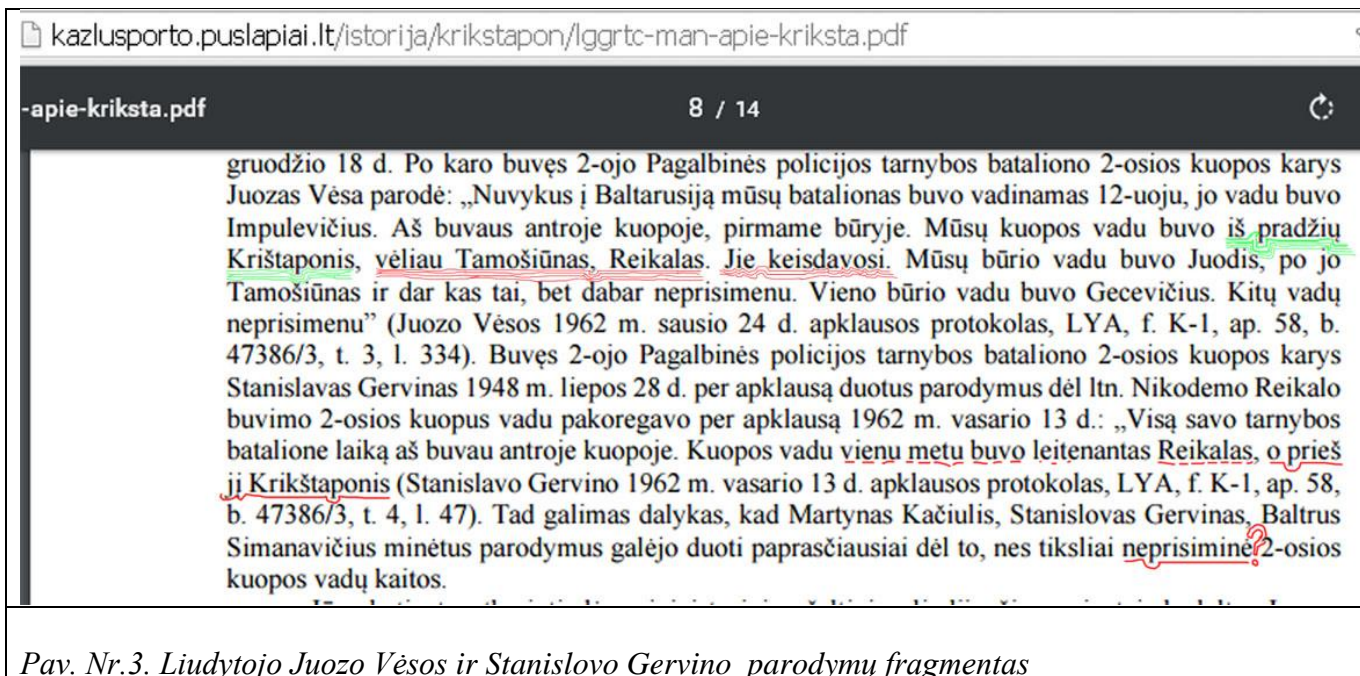 kazlusporto.puslapiai.lt/istorija/krikstapon/lggrtc-man-apie-kriksta.pdf
-apie-kriksta.pdf 8 / 14
gruodžio 18 d. Po karo buvęs 2-ojo Pagalbinės policijos tarnybos bataliono 2-osios kuopos karys
Juozas Vėsa parodė: „Nuvykus į Baltarusiją mūsų batalionas buvo vadinamas 12-uoju, jo vadu buvo
Impulevičius. Aš buvaus antroje kuopoje, pirmame būryje. Mūsų kuopos vadu buvo iš pradžių
Krištaponis, vėliau Tamošiūnas, Reikalas. Jie keisdavosi. Mūsų būrio vadu buvo Juodis, po jo
Tamošiūnas ir dar kas tai, bet dabar neprisimenu. Vieno būrio vadu buvo Gecevičius. Kitų vadų
neprisimenu” (Juozo Vėsos 1962 m. sausio 24 d. apklausos protokolas, LYA, f. K-1, ap. 58, b.
47386/3, t. 3, l. 334). Buvęs 2-ojo Pagalbinės policijos tarnybos bataliono 2-osios kuopos karys
Stanislavas Gervinas 1948 m. liepos 28 d. per apklausą duotus parodymus dėl ltn. Nikodemo Reikalo
buvimo 2-osios kuopus vadu pakoregavo per apklausą 1962 m. vasario 13 d.: „Visą savo tarnybos
batalione laiką aš buvau antroje kuopoje. Kuopos vadu vienu metu buvo leitenantas Reikalas, o prieš
jį Krikštaponis (Stanislavo Gervino 1962 m. vasario 13 d. apklausos protokolas, LYA, f. K-1, ap. 58,
b. 47386/3, t. 4, l. 47). Tad galimas dalykas, kad Martynas Kačiulis, Stanislovas Gervinas, Baltrus
Simanavičius minėtus parodymus galėjo duoti paprasčiausiai dėl to, nes tiksliai neprisiminė ? 2-osios
kuopos vadų kaitos.
Pav. Nr.3. Liudytojo Juozo Vėsos ir Stanislovo Gervino parodymų fragmentas